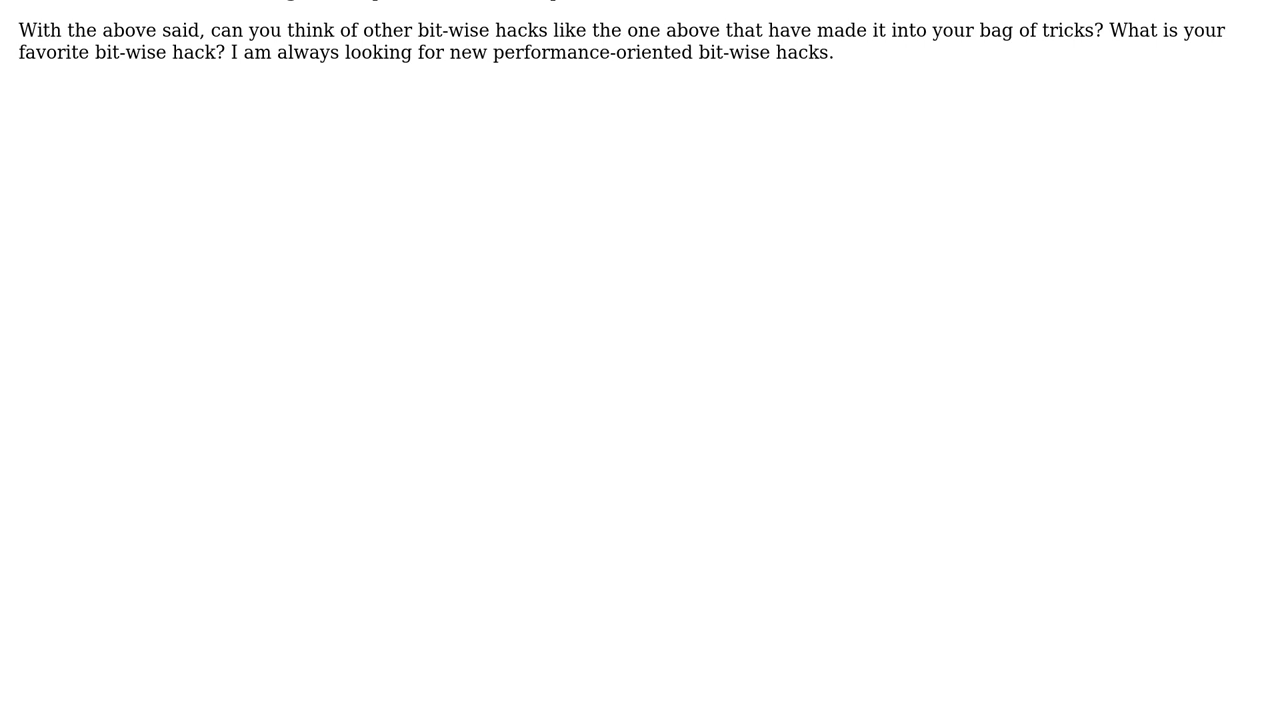 With the above said, can you think of other bit-wise hacks like the one above that have made it into your bag of tricks? What is your
favorite bit-wise hack? I am always looking for new performance-oriented bit-wise hacks.